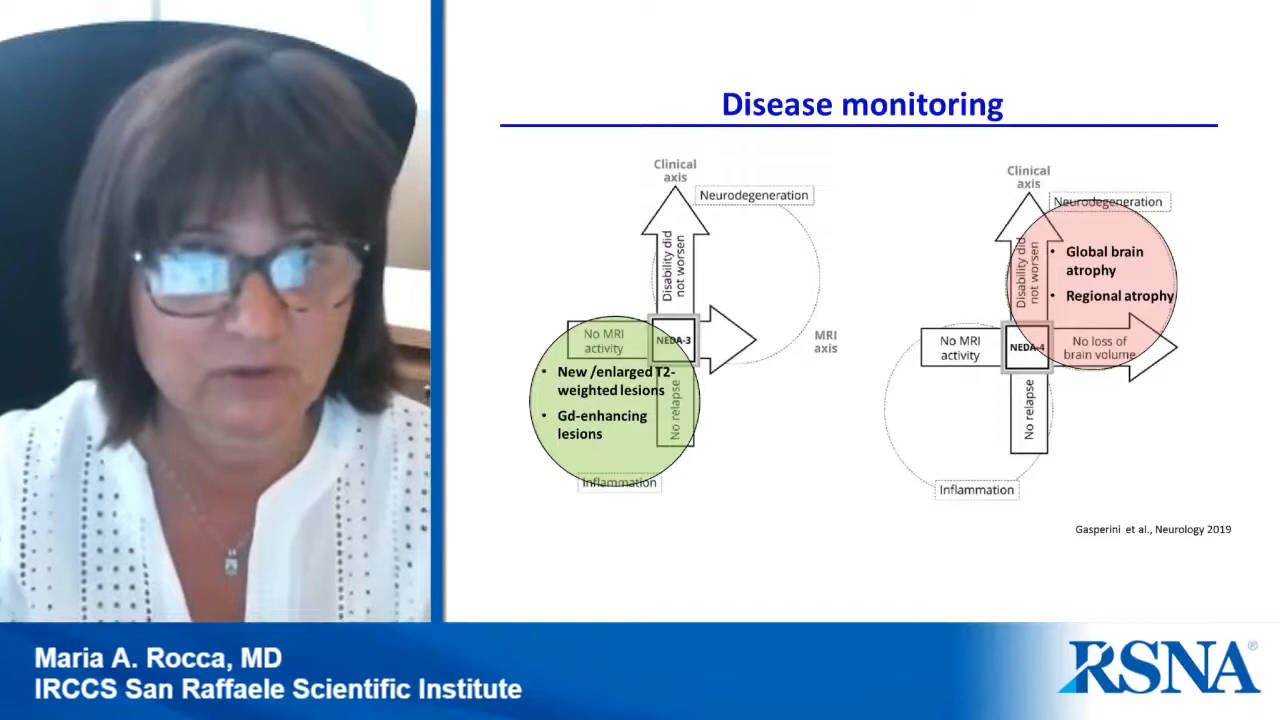 Disease monitoring
Clinical
axis
Neurodegeneration
Disability did
not worsen
No MRI
activity
NEDA-3
MRI
axis
• New /enlarged T2-
weighted lesions
• Gd-enhancing
lesions
No relapse
Inflammation
Clinical
axis
Neurodegeneration
Disability did
not worsen
• Global brain
atrophy
• Regional atrophy
No MRI
activity
NEDA-4
No loss of
brain volume
No relapse
Inflammation
Gasperini et al., Neurology 2019
Maria A. Rocca, MD
IRCCS San Raffaele Scientific Institute
RSNA®